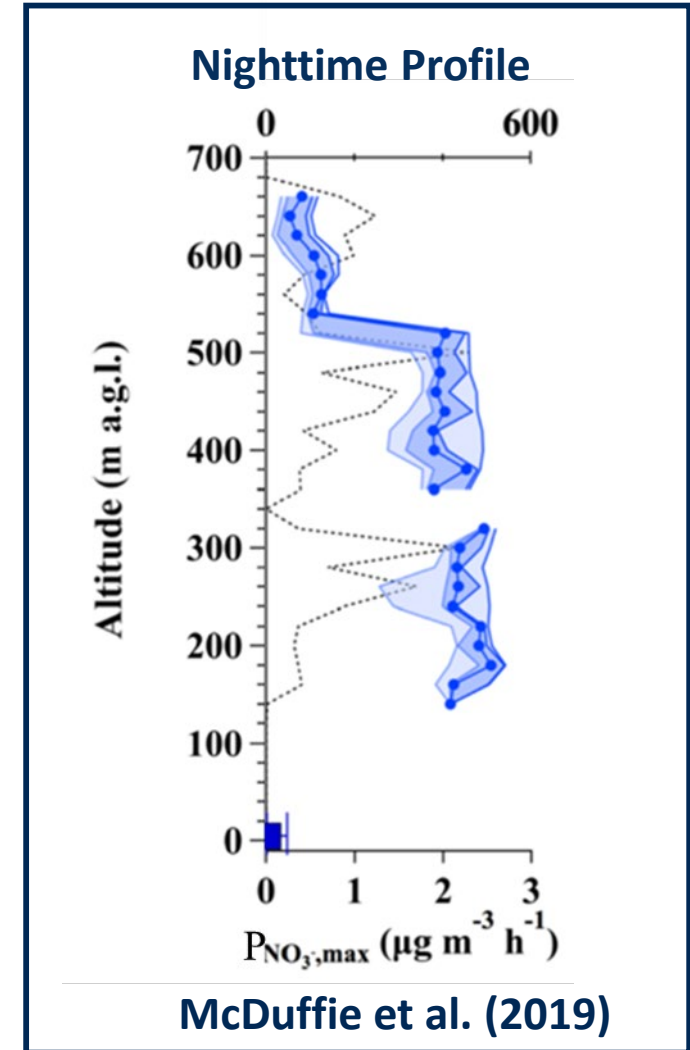 Nighttime Profile
0 600
700
600
500
400
300
200
100
0
Altitude (m a.g.l.)
0 1 2 3
P_NO₃⁻,max (μg m⁻³ h⁻¹)
McDuffie et al. (2019)